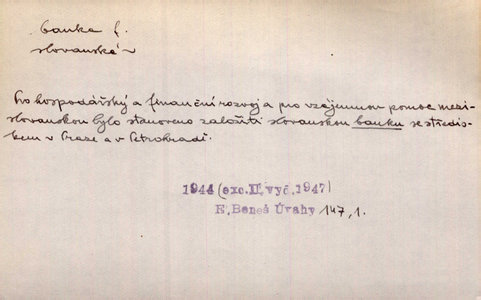 banka f.
slovanská
Pro hospodářský a finanční rozvoj a pro vzájemnou pomoc mezi-
slovanskou bylo stanoveno založiti slovanskou banku se středis-
kem v Praze a v Petrohradě.
1944 (exc. II. vyd. 1947)
E. Beneš Úvahy 147, 1.